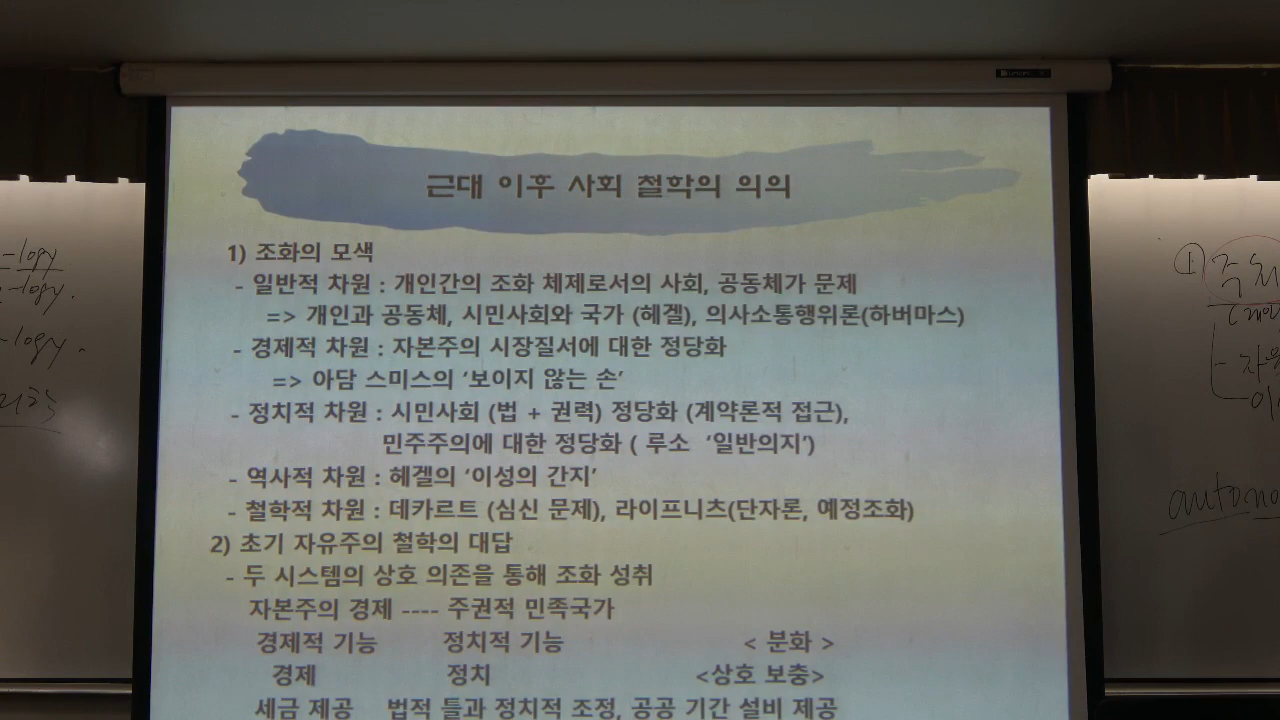 근대 이후 사회 철학의 의의
1) 조화의 모색
- 일반적 차원 : 개인간의 조화 체제로서의 사회, 공동체가 문제
=> 개인과 공동체, 시민사회와 국가 (헤겔), 의사소통행위론(하버마스)
- 경제적 차원 : 자본주의 시장질서에 대한 정당화
=> 아담 스미스의 ‘보이지 않는 손’
- 정치적 차원 : 시민사회 (법 + 권력) 정당화 (계약론적 접근),
민주주의에 대한 정당화 ( 루소 ‘일반의지’)
- 역사적 차원 : 헤겔의 ‘이성의 간지’
- 철학적 차원 : 데카르트 (심신 문제), 라이프니츠(단자론, 예정조화)
2) 초기 자유주의 철학의 대답
- 두 시스템의 상호 의존을 통해 조화 성취
자본주의 경제 ---- 주권적 민족국가
경제적 기능 정치적 기능 < 분화 >
경제 정치 <상호 보충>
세금 제공 법적 틀과 정치적 조정, 공공 기간 설비 제공
-logy
-logy.
-logy.
①